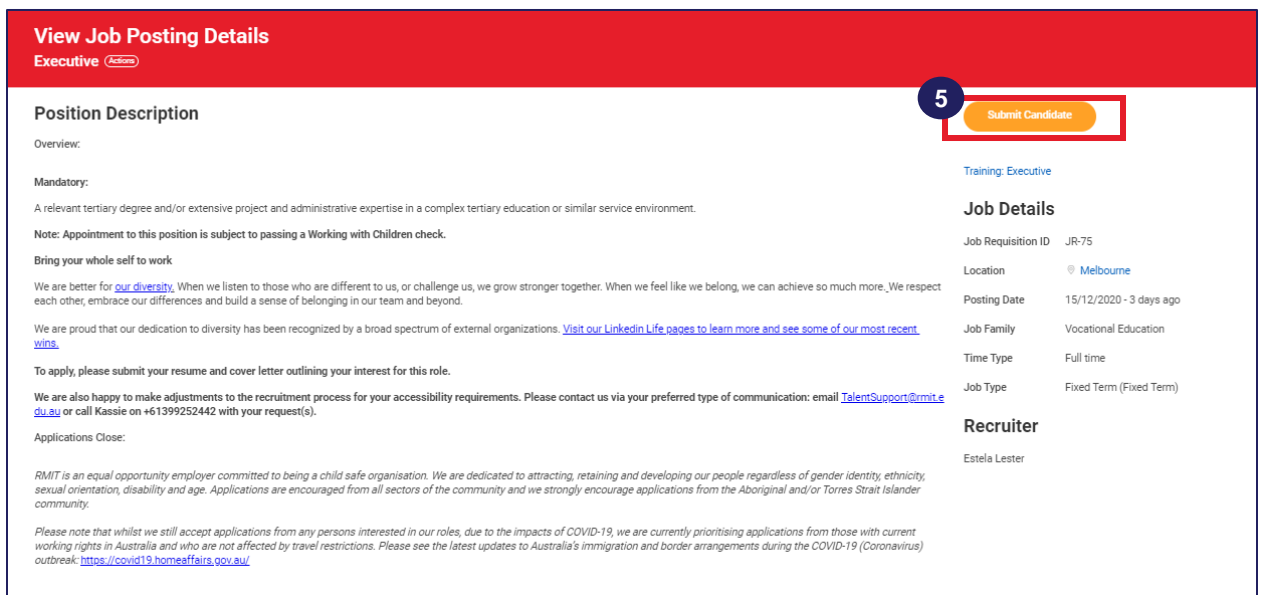 View Job Posting Details
Executive Actions
Position Description
Overview:
Mandatory:
A relevant tertiary degree and/or extensive project and administrative expertise in a complex tertiary education or similar service environment.
Note: Appointment to this position is subject to passing a Working with Children check.
Bring your whole self to work
We are better for our diversity. When we listen to those who are different to us, or challenge us, we grow stronger together. When we feel like we belong, we can achieve so much more. We respect
each other, embrace our differences and build a sense of belonging in our team and beyond.
We are proud that our dedication to diversity has been recognized by a broad spectrum of external organizations. Visit our Linkedin Life pages to learn more and see some of our most recent
wins.
To apply, please submit your resume and cover letter outlining your interest for this role.
We are also happy to make adjustments to the recruitment process for your accessibility requirements. Please contact us via your preferred type of communication: email TalentSupport@rmit.e
du.au or call Kassie on +61399252442 with your request(s).
Applications Close:
RMIT is an equal opportunity employer committed to being a child safe organisation. We are dedicated to attracting, retaining and developing our people regardless of gender identity, ethnicity,
sexual orientation, disability and age. Applications are encouraged from all sectors of the community and we strongly encourage applications from the Aboriginal and/or Torres Strait Islander
community.
Please note that whilst we still accept applications from any persons interested in our roles, due to the impacts of COVID-19, we are currently prioritising applications from those with current
working rights in Australia and who are not affected by travel restrictions. Please see the latest updates to Australia's immigration and border arrangements during the COVID-19 (Coronavirus)
outbreak: https://covid19.homeaffairs.gov.au/
5
Submit Candidate
Training: Executive
Job Details
Job Requisition ID JR-75
Location Melbourne
Posting Date 15/12/2020 - 3 days ago
Job Family Vocational Education
Time Type Full time
Job Type Fixed Term (Fixed Term)
Recruiter
Estela Lester